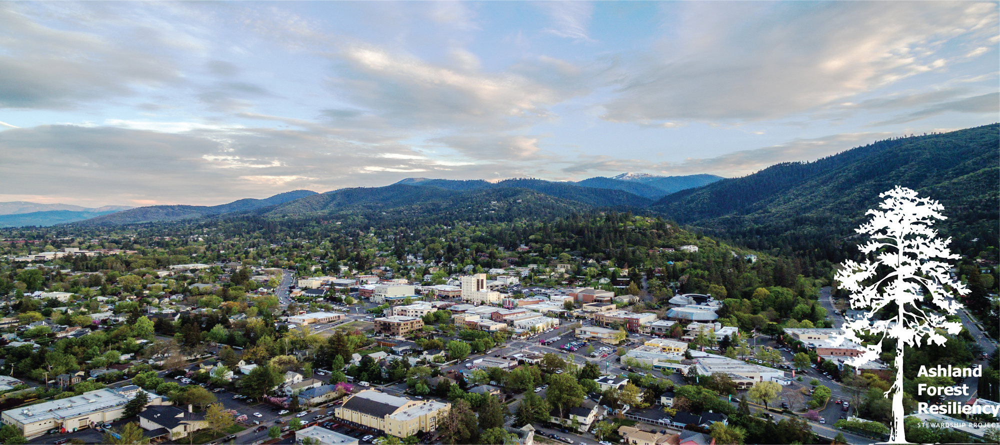 Ashland
Forest
Resiliency
STEWARDSHIP PROJECT